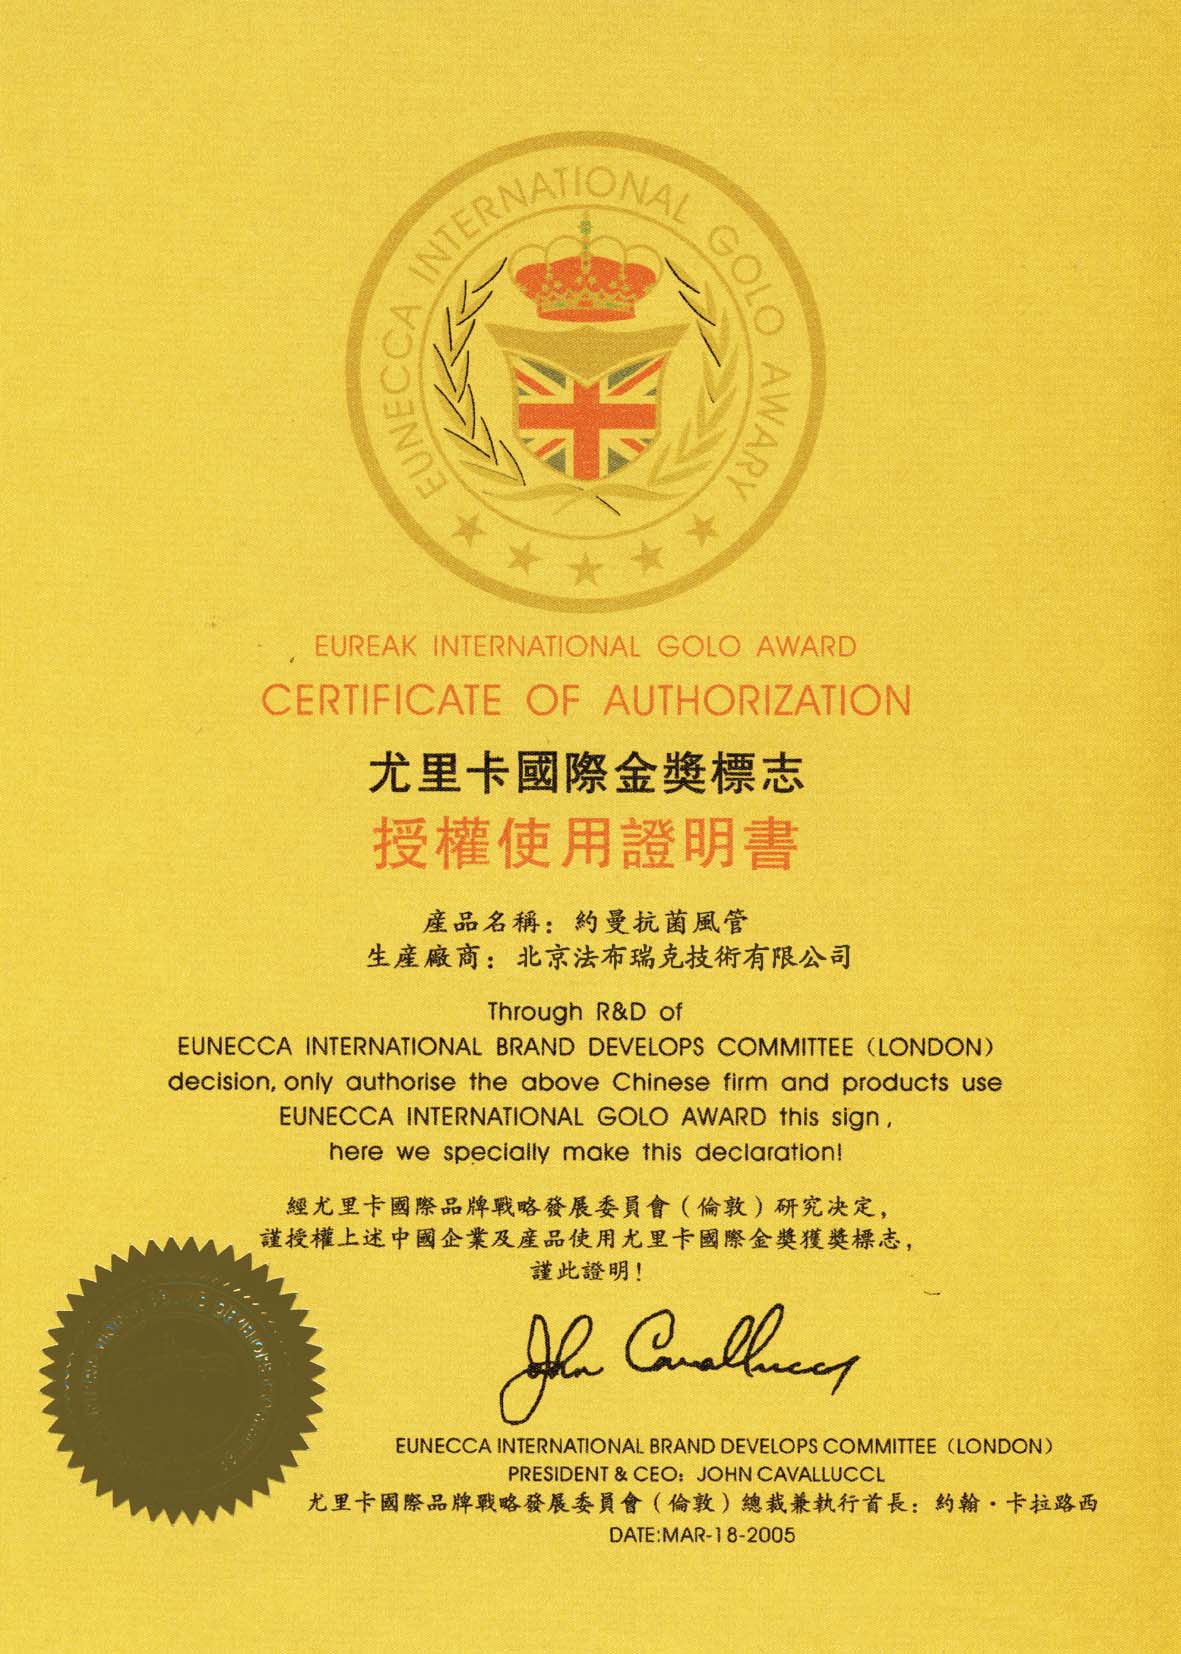 EUNECCA INTERNATIONAL GOLO AWARY
EUREAK INTERNATIONAL GOLO AWARD
CERTIFICATE OF AUTHORIZATION
尤里卡國際金獎標志
授權使用證明書
産品名稱：約曼抗菌風管
生産廠商：北京法布瑞克技術有限公司
Through R&D of
EUNECCA INTERNATIONAL BRAND DEVELOPS COMMITTEE (LONDON)
decision, only authorise the above Chinese firm and products use
EUNECCA INTERNATIONAL GOLO AWARD this sign,
here we specially make this declaration!
經尤里卡國際品牌戰略發展委員會（倫敦）研究決定，
謹授權上述中國企業及産品使用尤里卡國際金獎獲獎標志，
謹此證明！
John Cavallucci
EUNECCA INTERNATIONAL BRAND DEVELOPS COMMITTEE (LONDON)
PRESIDENT & CEO: JOHN CAVALLUCCL
尤里卡國際品牌戰略發展委員會（倫敦）總裁兼執行首長：約翰·卡拉路西
DATE:MAR-18-2005